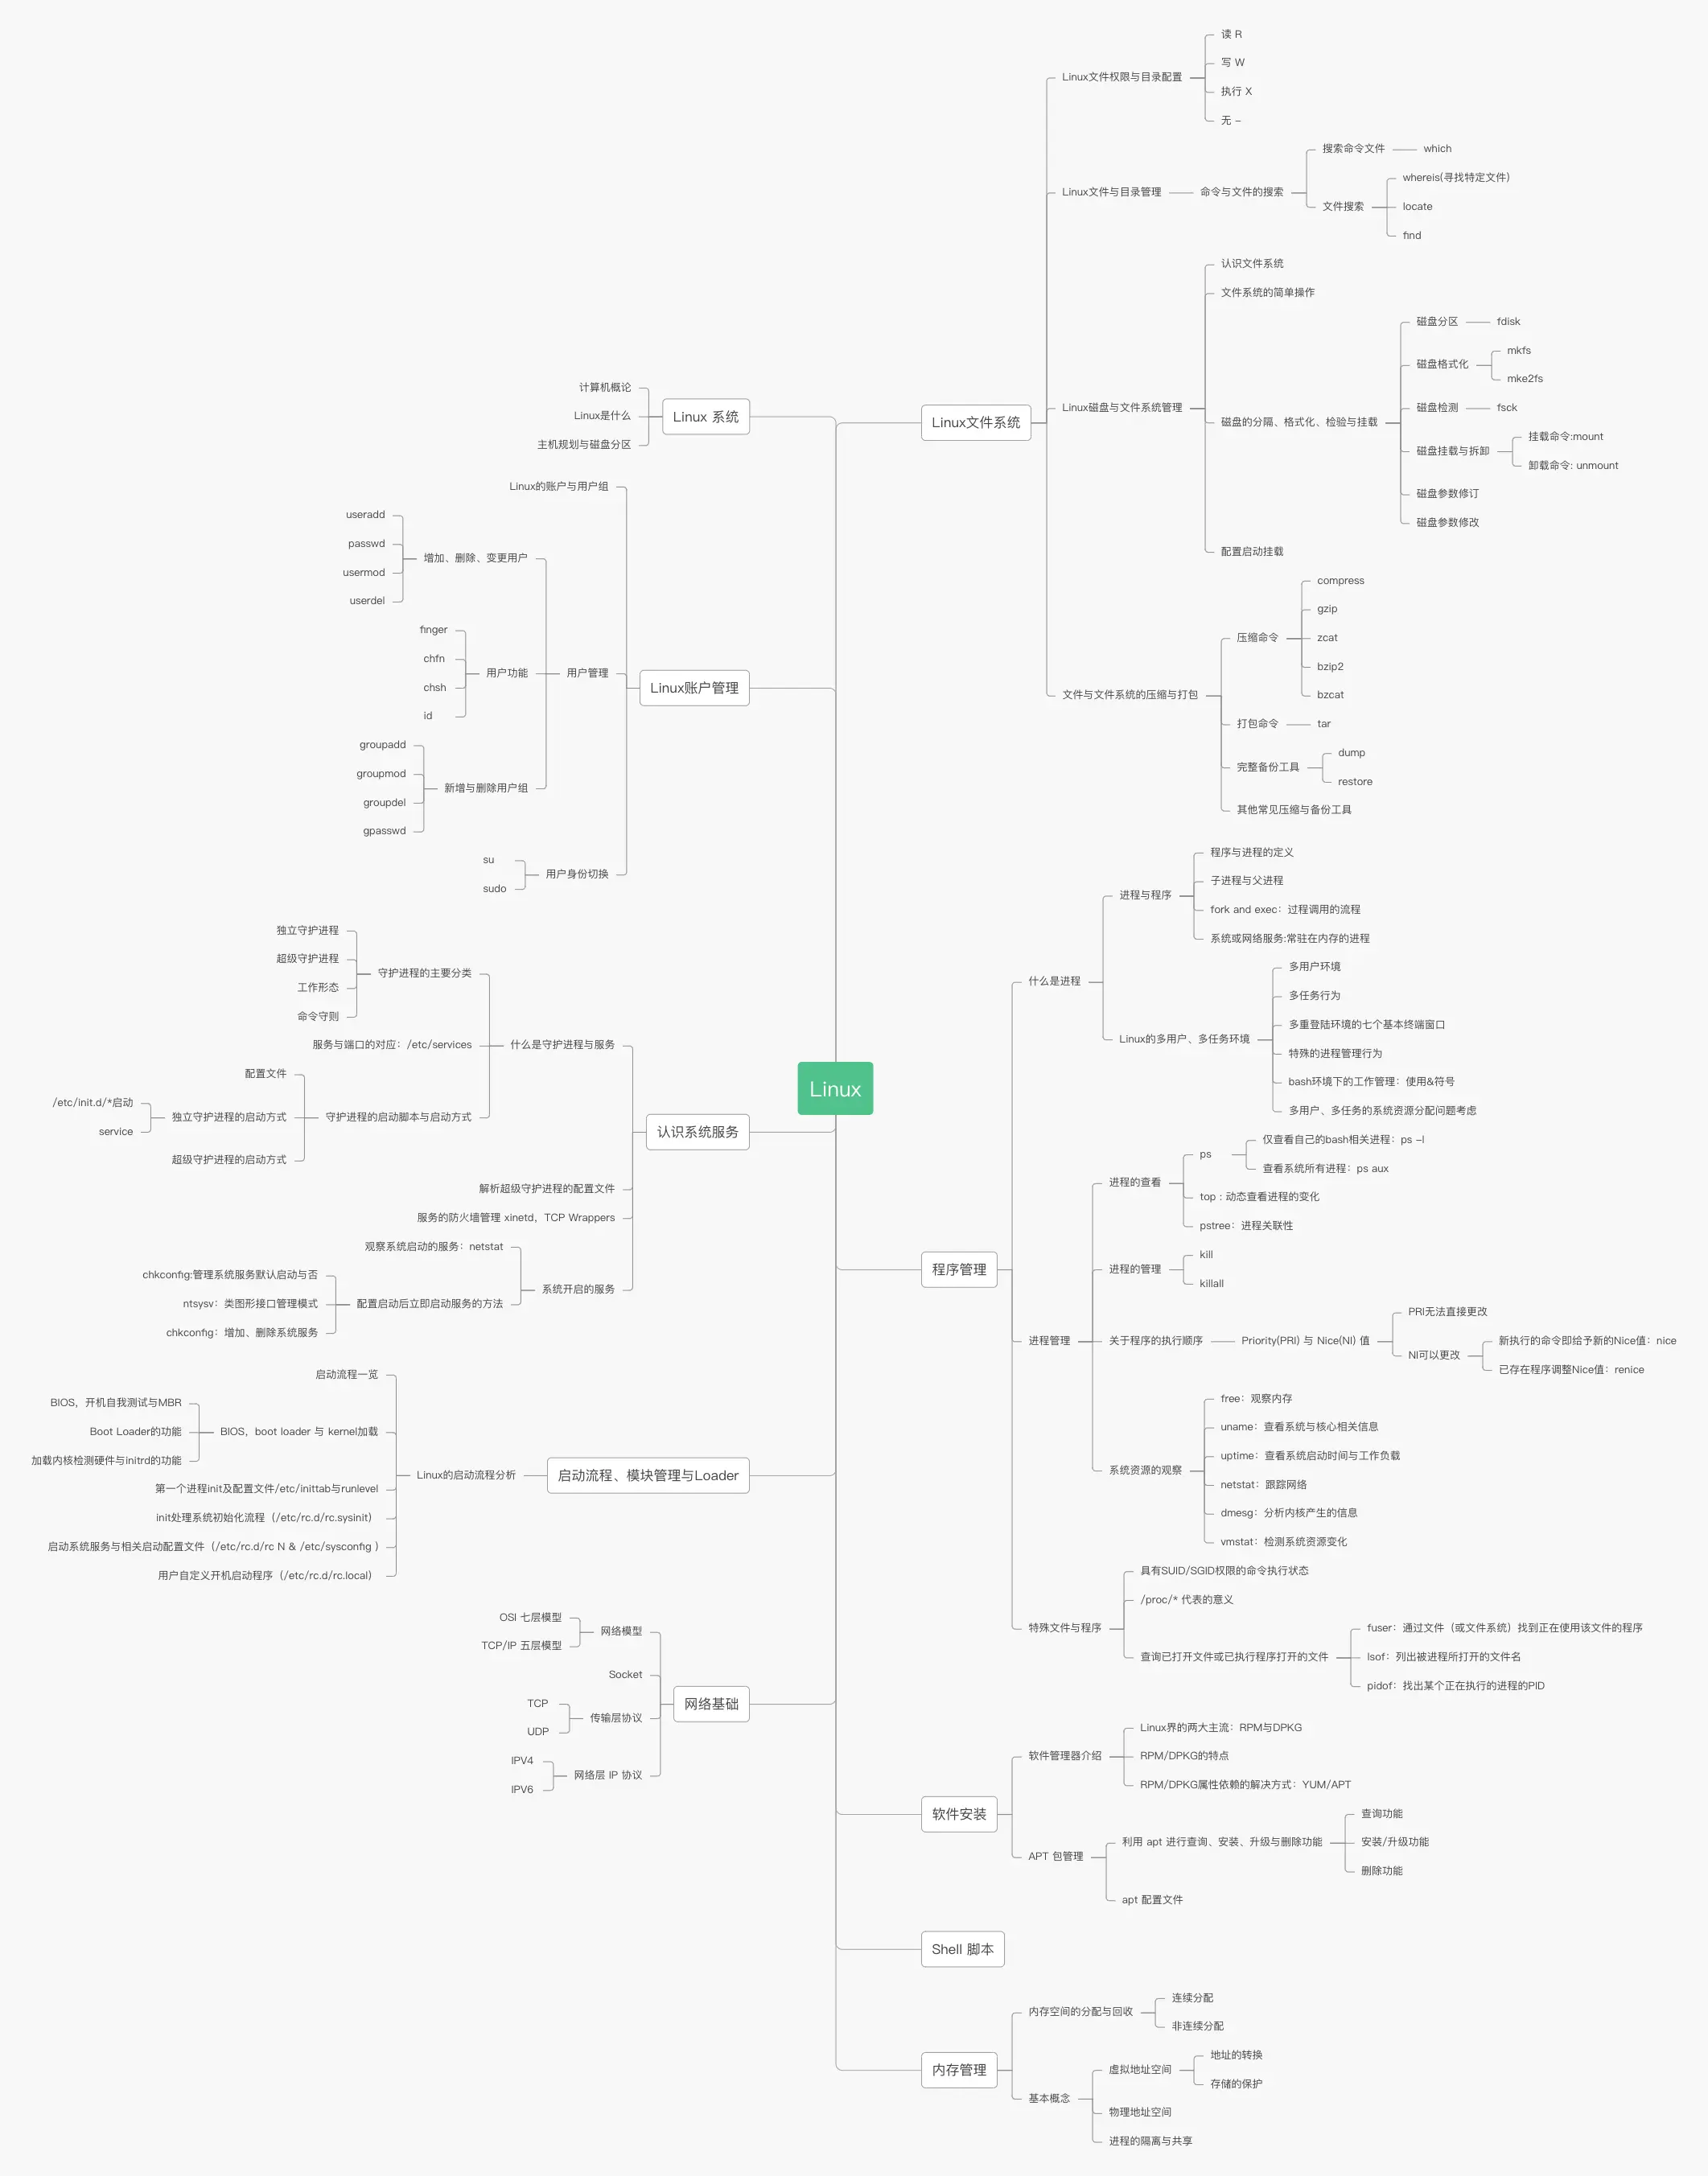 Linux
Linux 系统
计算机概论
Linux是什么
主机规划与磁盘分区
Linux账户管理
Linux的账户与用户组
用户管理
增加、删除、变更用户
useradd
passwd
usermod
userdel
用户功能
finger
chfn
chsh
id
新增与删除用户组
groupadd
groupmod
groupdel
gpasswd
用户身份切换
su
sudo
认识系统服务
什么是守护进程与服务
守护进程的主要分类
独立守护进程
超级守护进程
工作形态
命令守则
服务与端口的对应：/etc/services
守护进程的启动脚本与启动方式
配置文件
独立守护进程的启动方式
/etc/init.d/*启动
service
超级守护进程的启动方式
解析超级守护进程的配置文件
服务的防火墙管理 xinetd，TCP Wrappers
系统开启的服务
观察系统启动的服务：netstat
配置启动后立即启动服务的方法
chkconfig:管理系统服务默认启动与否
ntsysv：类图形接口管理模式
chkconfig：增加、删除系统服务
启动流程、模块管理与Loader
Linux的启动流程分析
启动流程一览
BIOS，boot loader 与 kernel加载
BIOS，开机自我测试与MBR
Boot Loader的功能
加载内核检测硬件与initrd的功能
第一个进程init及配置文件/etc/inittab与runlevel
init处理系统初始化流程（/etc/rc.d/rc.sysinit）
启动系统服务与相关启动配置文件（/etc/rc.d/rc N & /etc/sysconfig ）
用户自定义开机启动程序（/etc/rc.d/rc.local）
网络基础
网络模型
OSI 七层模型
TCP/IP 五层模型
Socket
传输层协议
TCP
UDP
网络层 IP 协议
IPV4
IPV6
Linux文件系统
Linux文件权限与目录配置
读 R
写 W
执行 X
无 -
Linux文件与目录管理
命令与文件的搜索
搜索命令文件
which
文件搜索
whereis(寻找特定文件)
locate
find
Linux磁盘与文件系统管理
认识文件系统
文件系统的简单操作
磁盘的分隔、格式化、检验与挂载
磁盘分区
fdisk
磁盘格式化
mkfs
mke2fs
磁盘检测
fsck
磁盘挂载与拆卸
挂载命令:mount
卸载命令: unmount
磁盘参数修订
磁盘参数修改
配置启动挂载
文件与文件系统的压缩与打包
压缩命令
compress
gzip
zcat
bzip2
bzcat
打包命令
tar
完整备份工具
dump
restore
其他常见压缩与备份工具
程序管理
什么是进程
进程与程序
程序与进程的定义
子进程与父进程
fork and exec：过程调用的流程
系统或网络服务:常驻在内存的进程
Linux的多用户、多任务环境
多用户环境
多任务行为
多重登陆环境的七个基本终端窗口
特殊的进程管理行为
bash环境下的工作管理：使用&符号
多用户、多任务的系统资源分配问题考虑
进程管理
进程的查看
ps
仅查看自己的bash相关进程：ps -l
查看系统所有进程：ps aux
top : 动态查看进程的变化
pstree：进程关联性
进程的管理
kill
killall
关于程序的执行顺序
Priority(PRI) 与 Nice(NI) 值
PRI无法直接更改
NI可以更改
新执行的命令即给予新的Nice值：nice
已存在程序调整Nice值：renice
系统资源的观察
free：观察内存
uname：查看系统与核心相关信息
uptime：查看系统启动时间与工作负载
netstat：跟踪网络
dmesg：分析内核产生的信息
vmstat：检测系统资源变化
特殊文件与程序
具有SUID/SGID权限的命令执行状态
/proc/* 代表的意义
查询已打开文件或已执行程序打开的文件
fuser：通过文件（或文件系统）找到正在使用该文件的程序
lsof：列出被进程所打开的文件名
pidof：找出某个正在执行的进程的PID
软件安装
软件管理器介绍
Linux界的两大主流：RPM与DPKG
RPM/DPKG的特点
RPM/DPKG属性依赖的解决方式：YUM/APT
APT 包管理
利用 apt 进行查询、安装、升级与删除功能
查询功能
安装/升级功能
删除功能
apt 配置文件
Shell 脚本
内存管理
内存空间的分配与回收
连续分配
非连续分配
基本概念
虚拟地址空间
地址的转换
存储的保护
物理地址空间
进程的隔离与共享